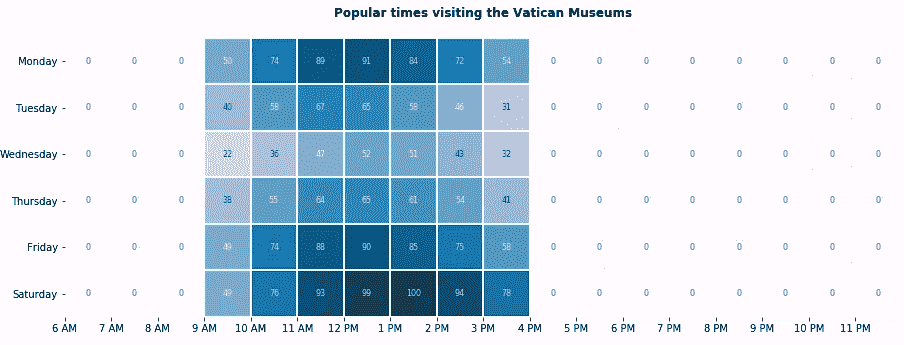 Popular times visiting the Vatican Museums
Monday 0 0 0 50 74 89 91 84 72 54 0 0 0 0 0 0 0 0
Tuesday 0 0 0 40 58 67 65 58 46 31 0 0 0 0 0 0 0 0
Wednesday 0 0 0 22 36 47 52 51 43 32 0 0 0 0 0 0 0 0
Thursday 0 0 0 38 55 64 65 61 54 41 0 0 0 0 0 0 0 0
Friday 0 0 0 49 74 88 90 85 75 58 0 0 0 0 0 0 0 0
Saturday 0 0 0 49 76 93 99 100 94 78 0 0 0 0 0 0 0 0
6 AM 7 AM 8 AM 9 AM 10 AM 11 AM 12 PM 1 PM 2 PM 3 PM 4 PM 5 PM 6 PM 7 PM 8 PM 9 PM 10 PM 11 PM